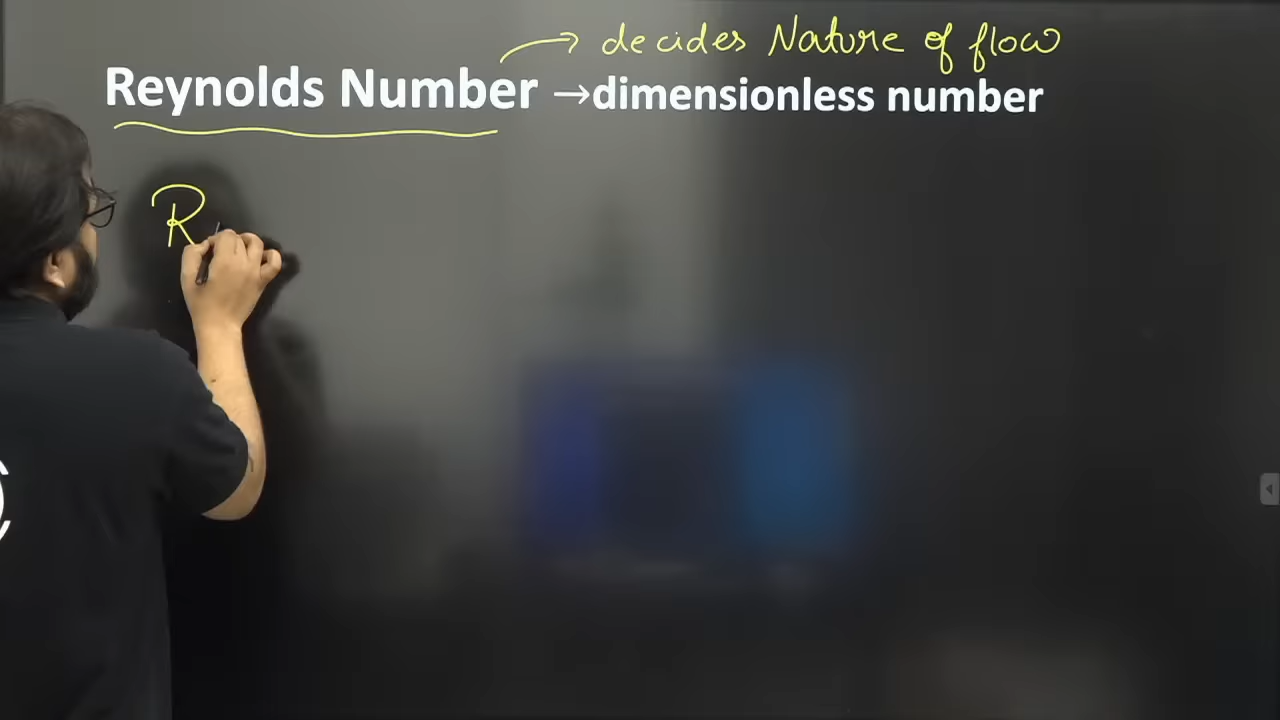 decides Nature of flow
Reynolds Number →dimensionless number
R